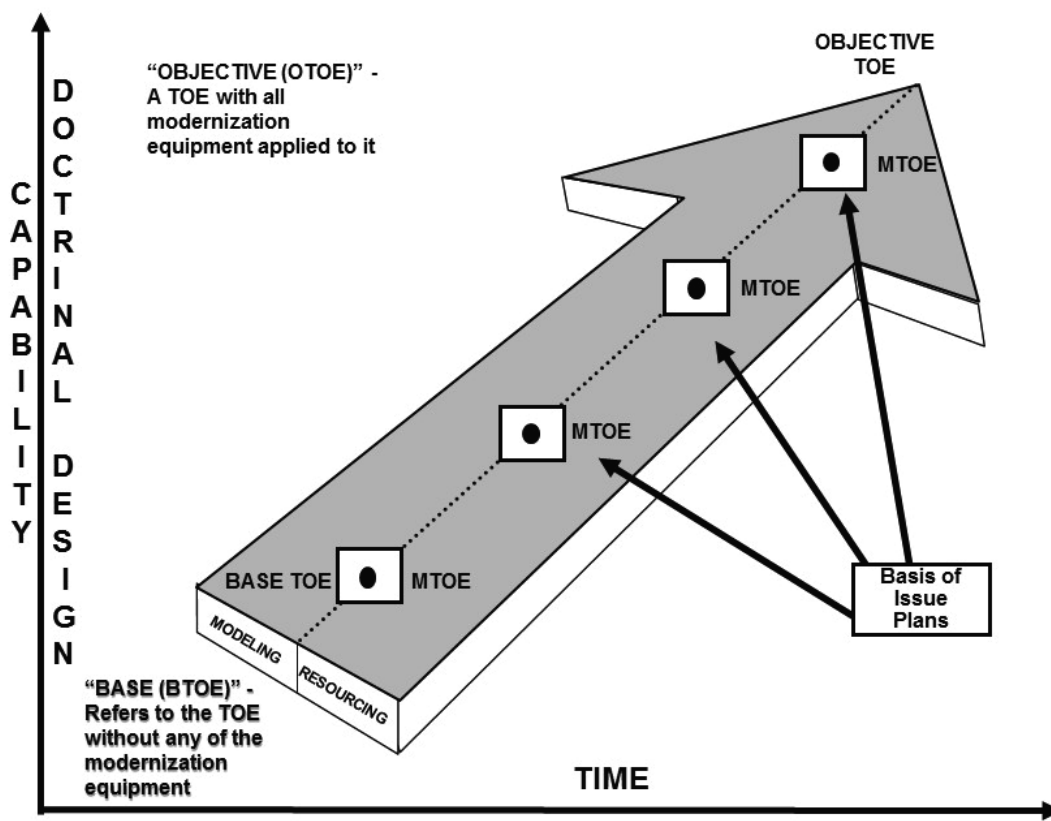 OBJECTIVE
TOE
“OBJECTIVE (OTOE)” -
A TOE with all
modernization
equipment applied to it
CAPABILITY
DOCTRINAL DESIGN
MTOE
MTOE
MTOE
BASE TOE
MTOE
Basis of
Issue
Plans
MODELING
RESOURCING
“BASE (BTOE)” -
Refers to the TOE
without any of the
modernization
equipment
TIME